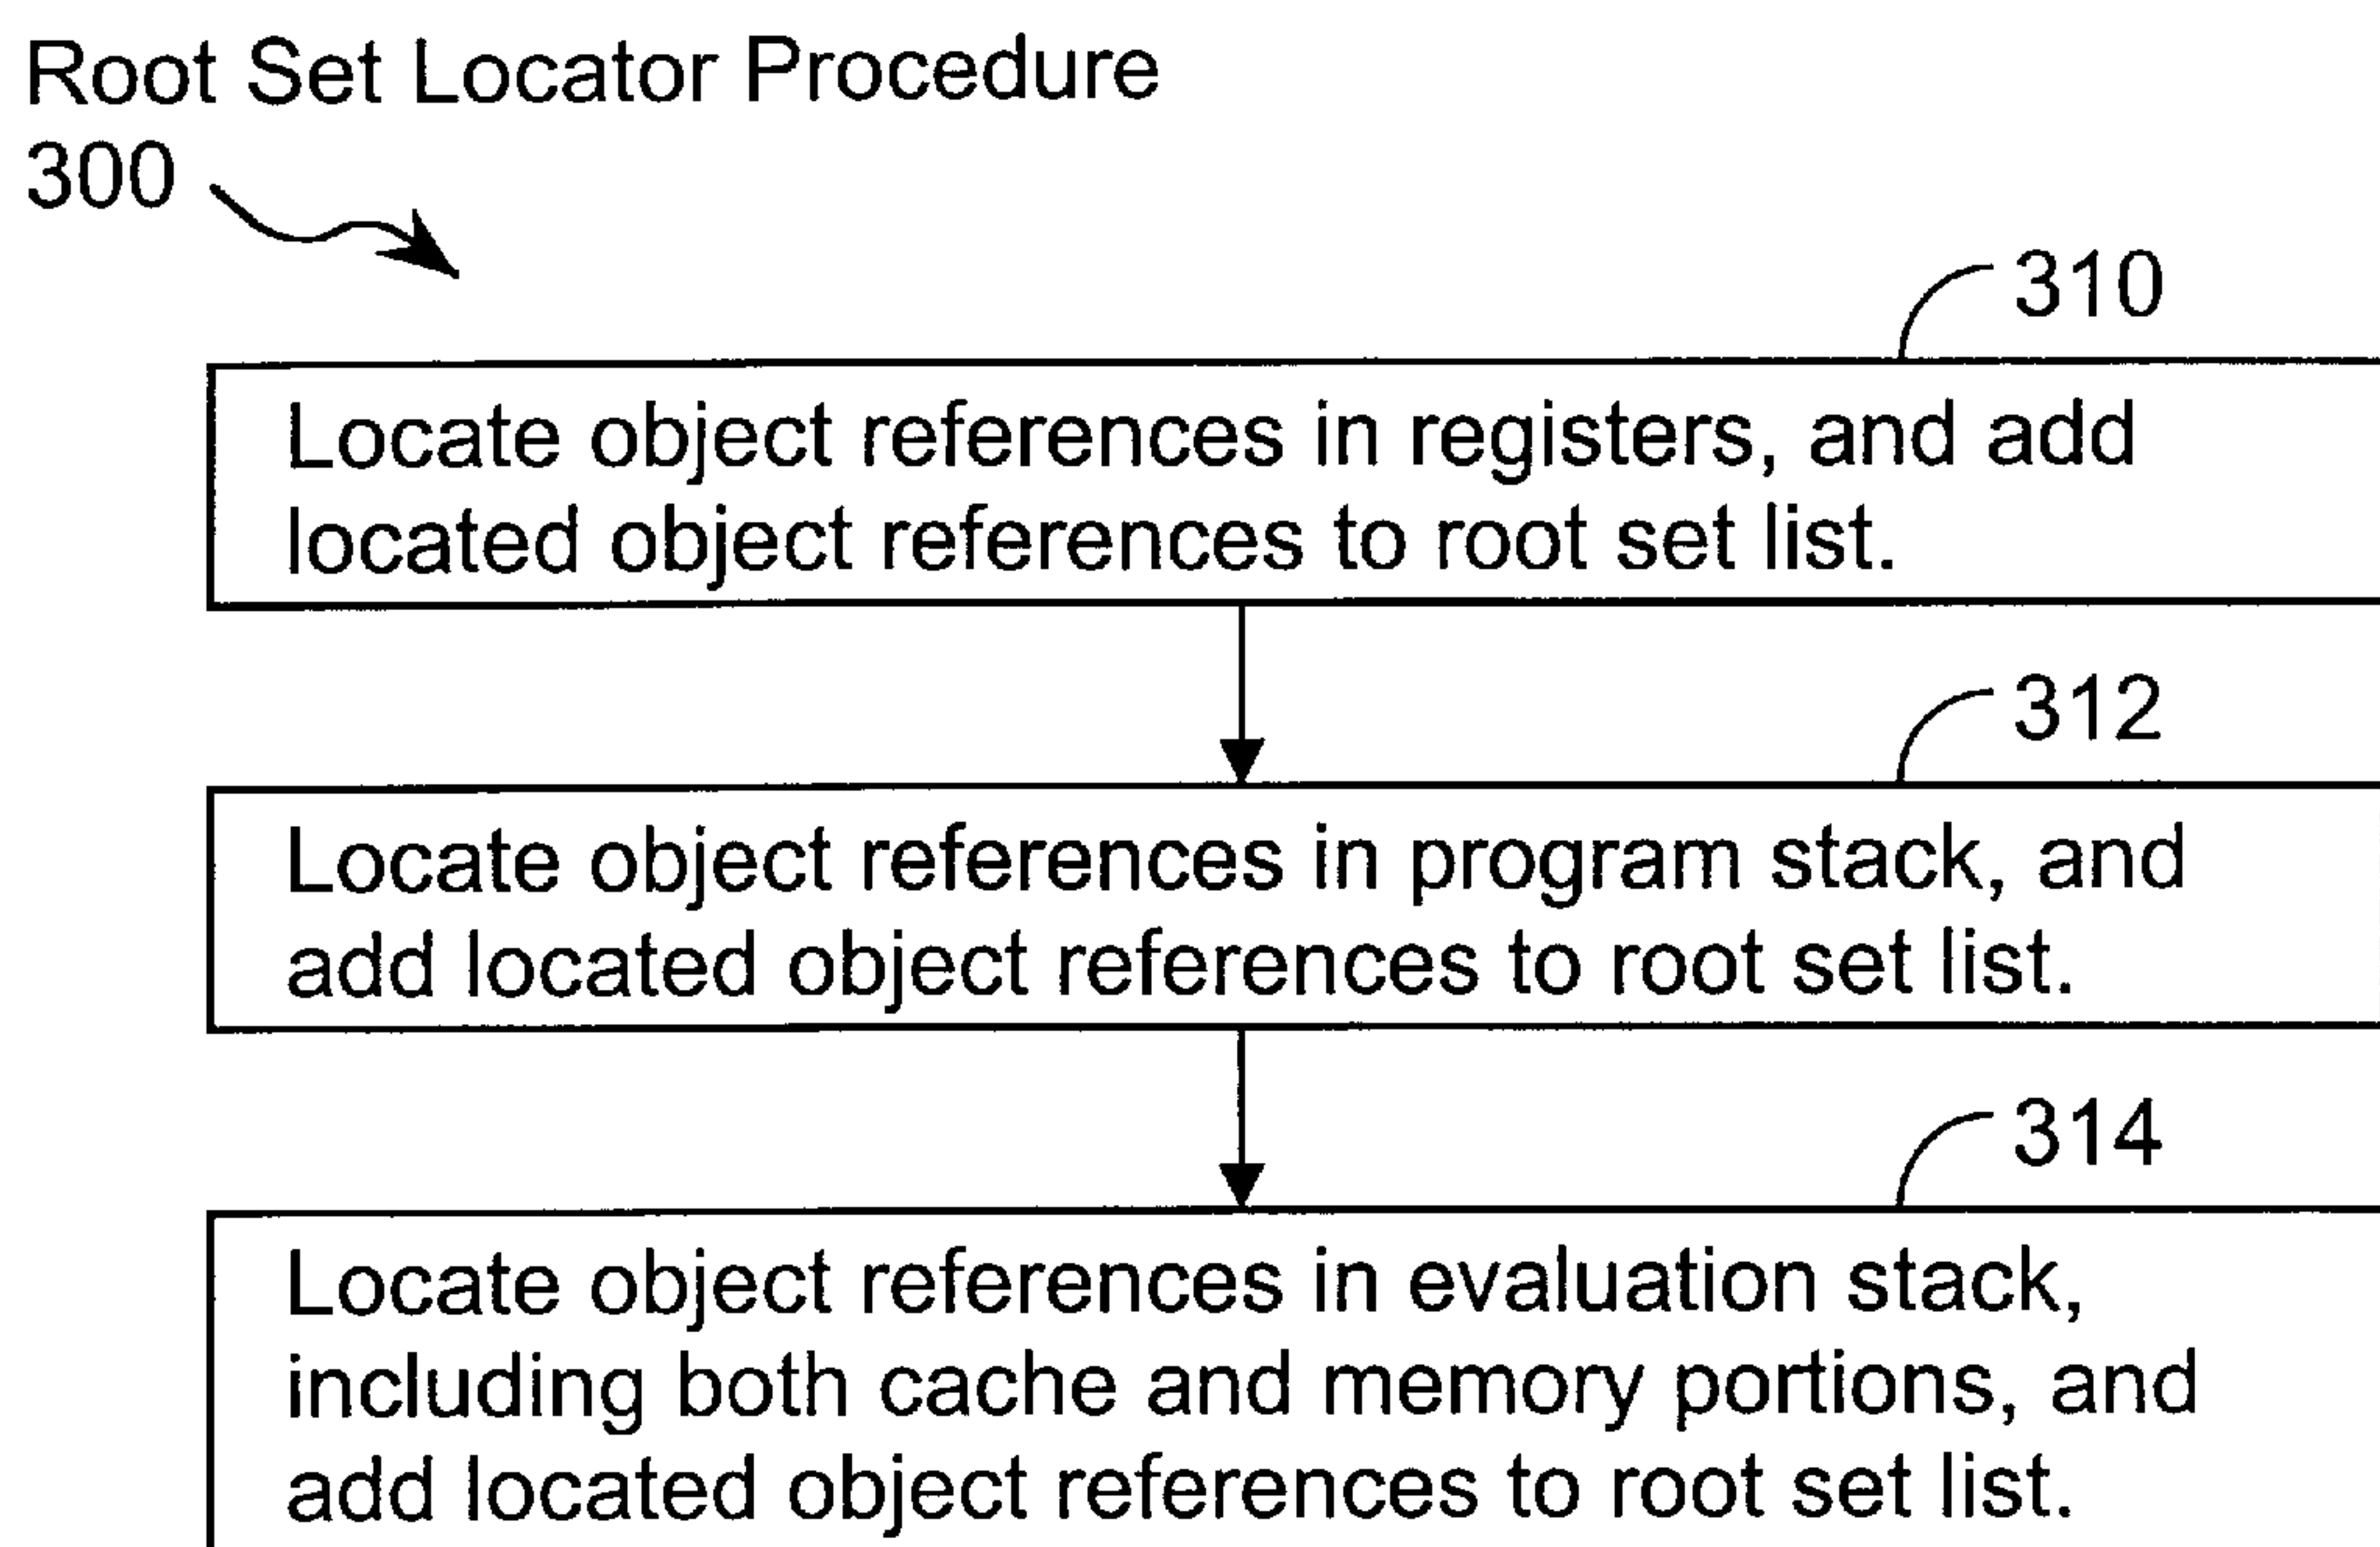 Root Set Locator Procedure
300
310
Locate object references in registers, and add
located object references to root set list.
312
Locate object references in program stack, and
add located object references to root set list.
314
Locate object references in evaluation stack,
including both cache and memory portions, and
add located object references to root set list.